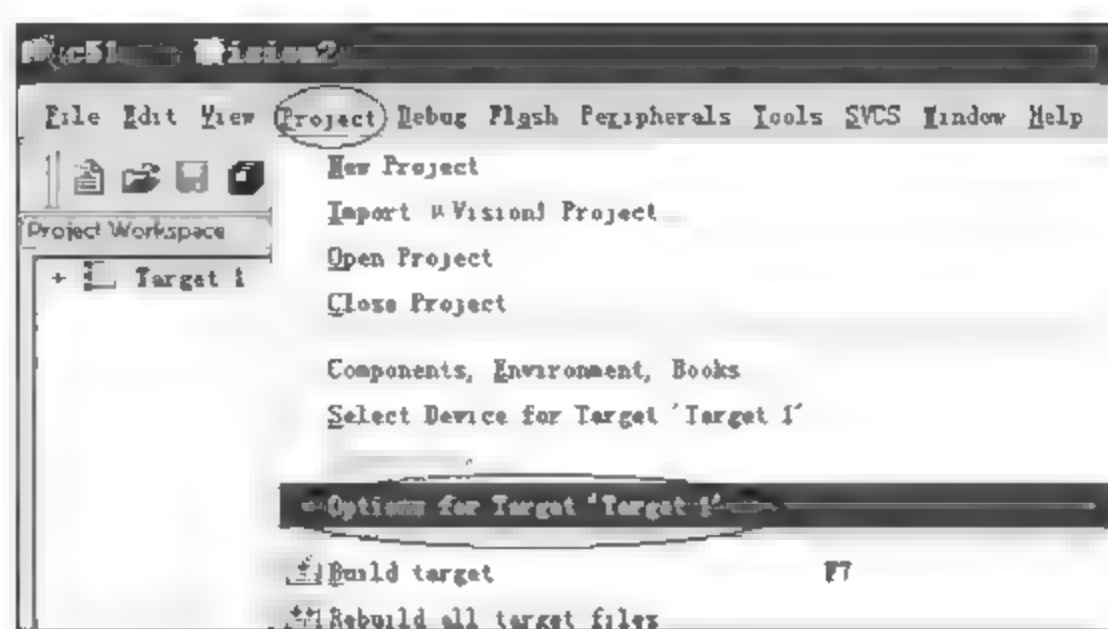 File Edit View Project Debug Flash Peripherals Tools SVCS Window Help
New Project
Import μVision1 Project
Project Workspace
Open Project
Target 1
Close Project
Components, Environment, Books
Select Device for Target 'Target 1'
Options for Target 'Target 1'
Build target F7
Rebuild all target files